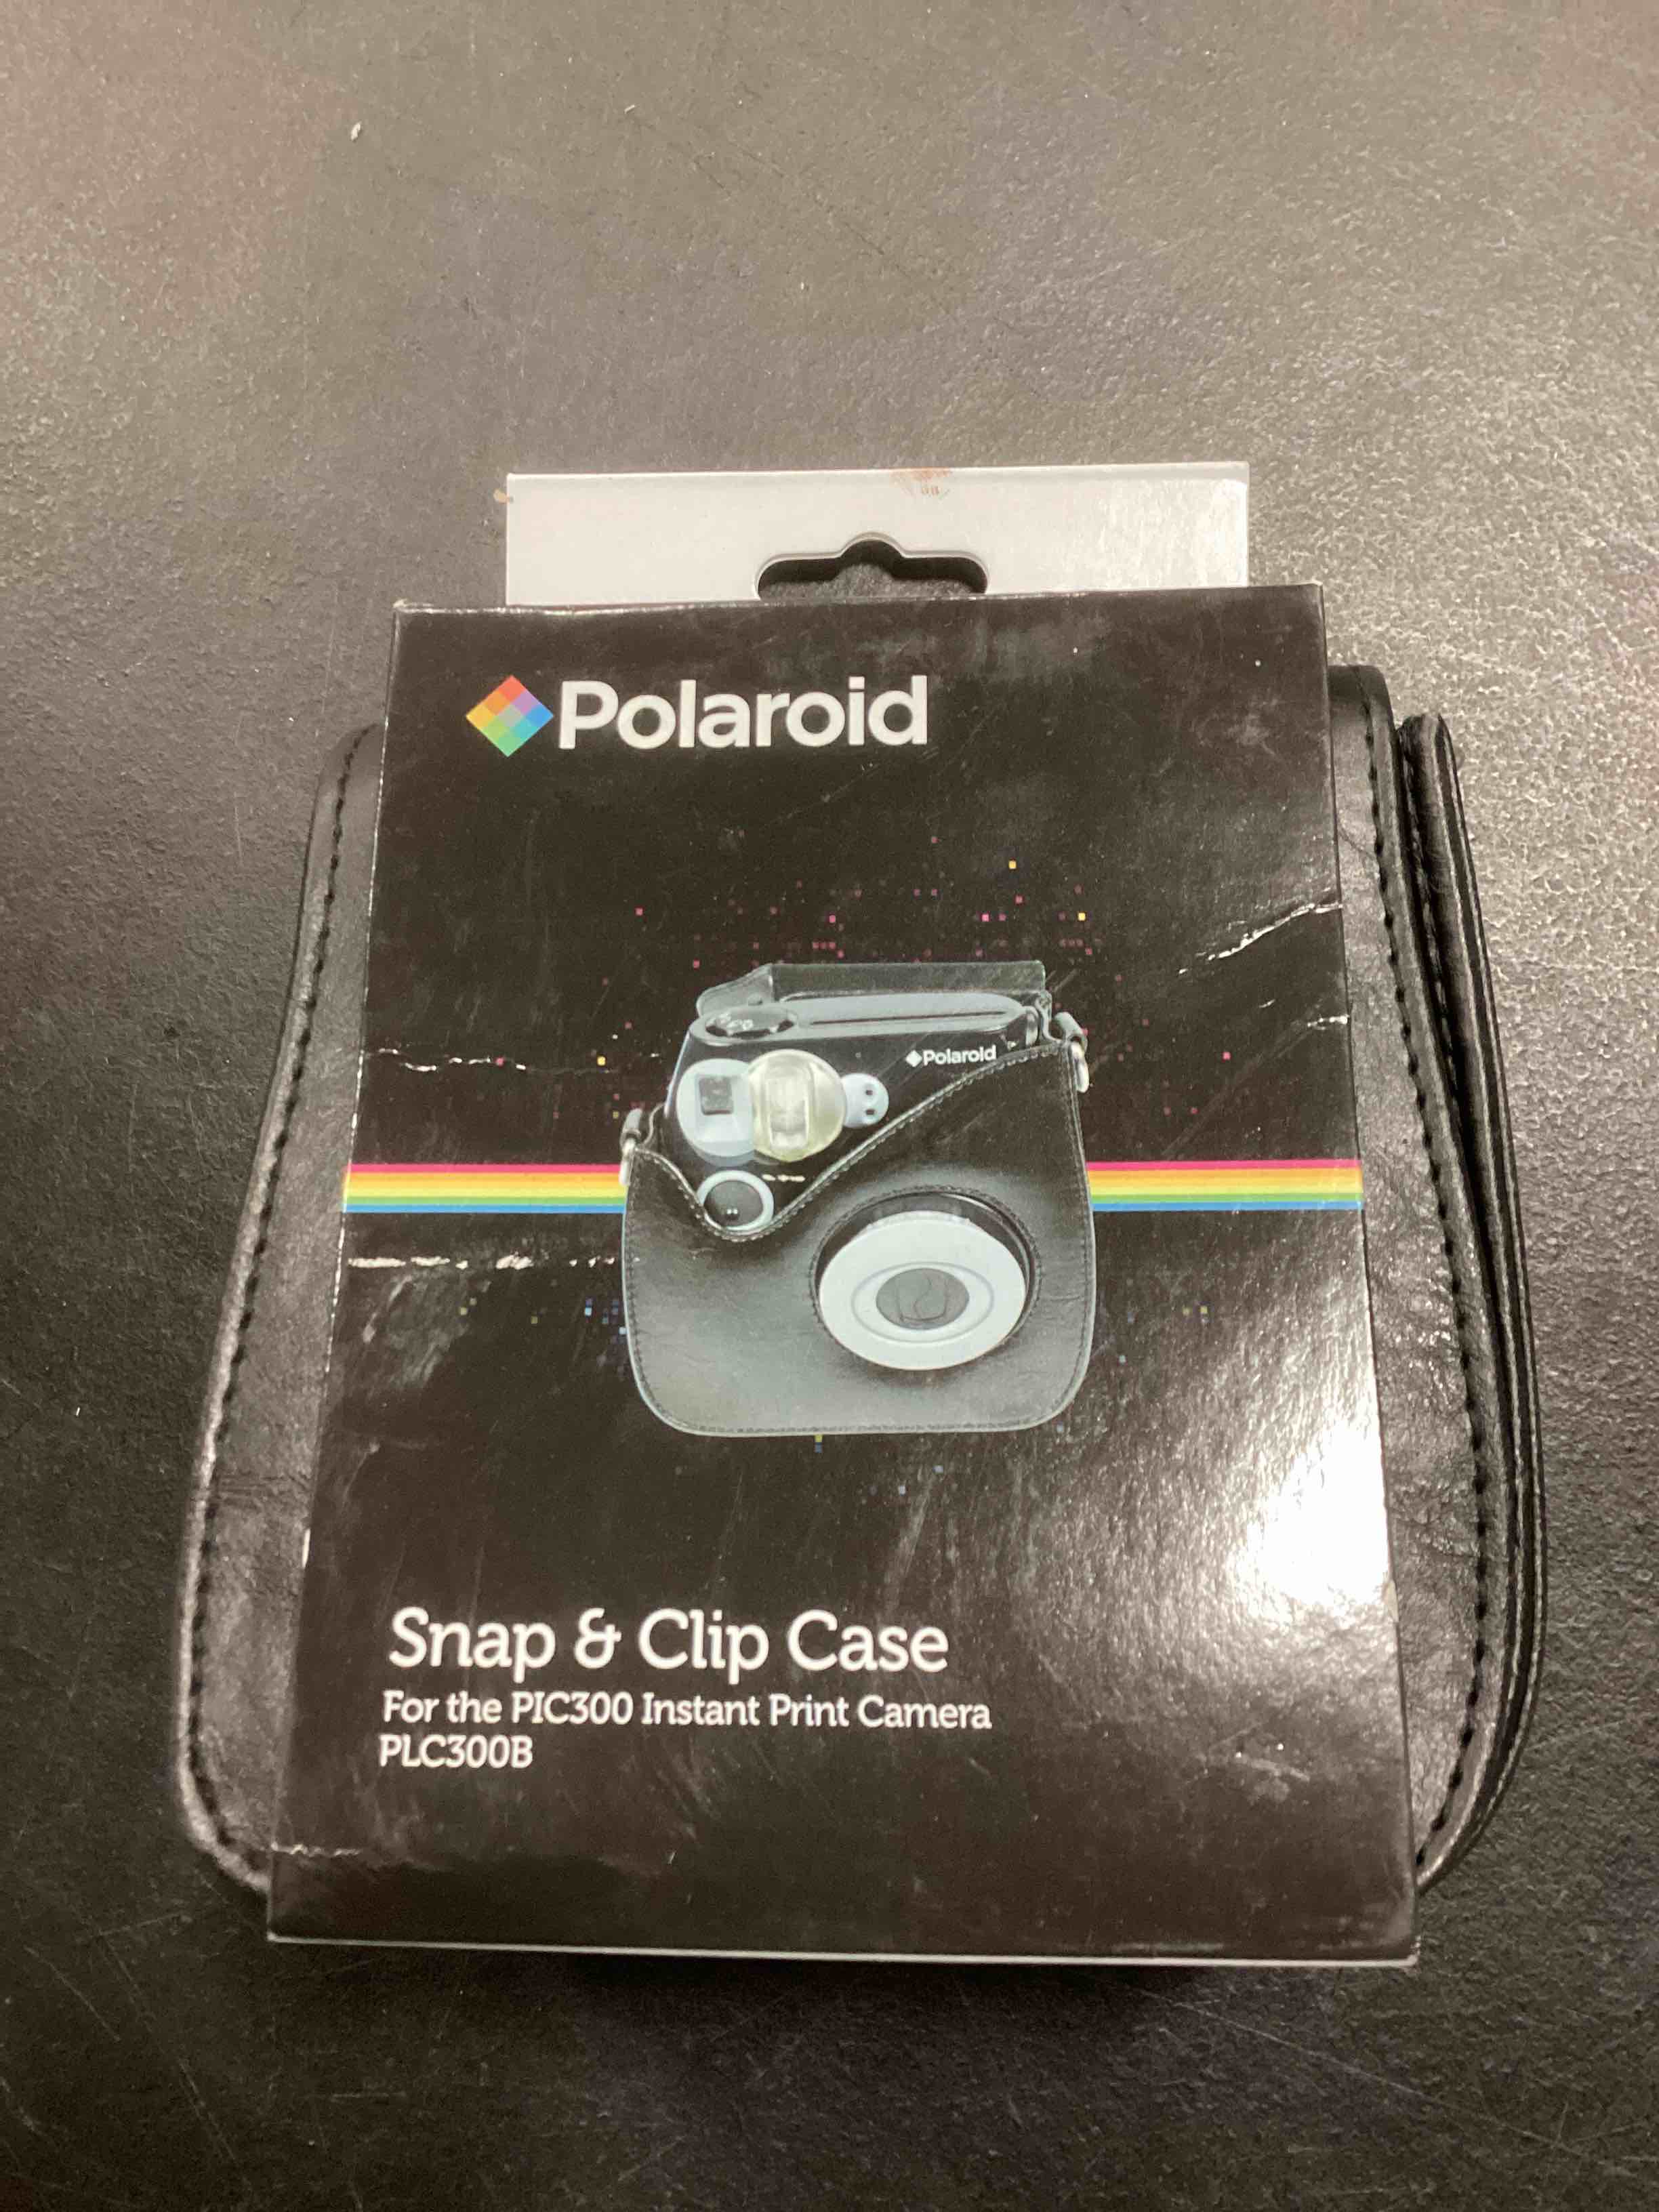 Polaroid
Polaroid
Snap & Clip Case
For the PIC300 Instant Print Camera
PLC300B